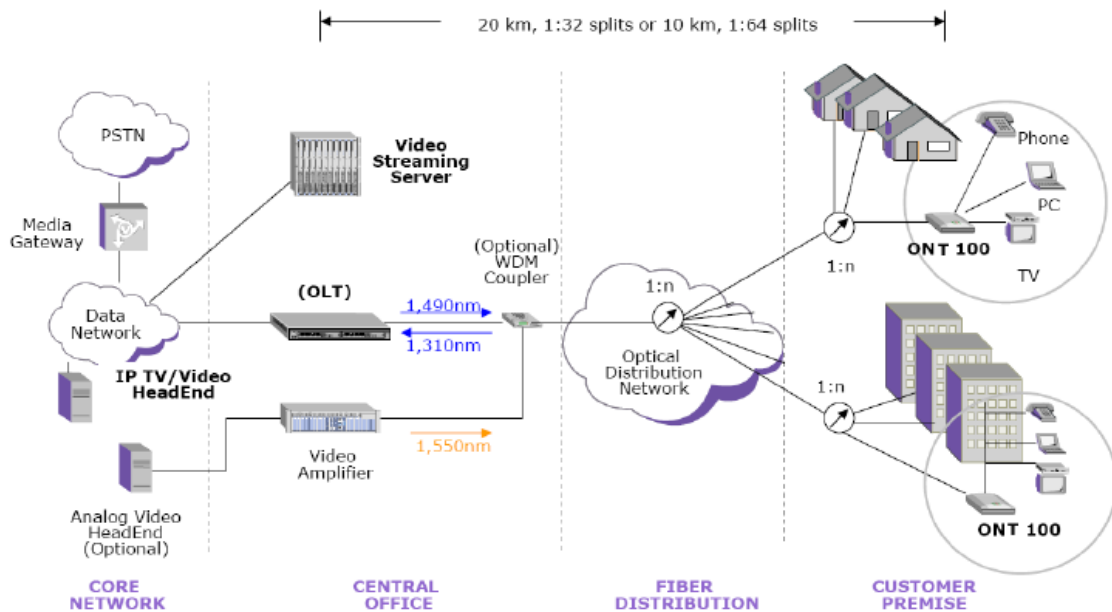 20 km, 1:32 splits or 10 km, 1:64 splits
PSTN
Video
Streaming
Server
Phone
Media
Gateway
PC
(Optional)
WDM
Coupler
ONT 100
1:n
TV
(OLT)
1:n
Data
Network
1,490nm
1,310nm
Optical
Distribution
Network
IP TV/Video
HeadEnd
1:n
Video
Amplifier
1,550nm
Analog Video
HeadEnd
(Optional)
ONT 100
CORE
NETWORK
CENTRAL
OFFICE
FIBER
DISTRIBUTION
CUSTOMER
PREMISE